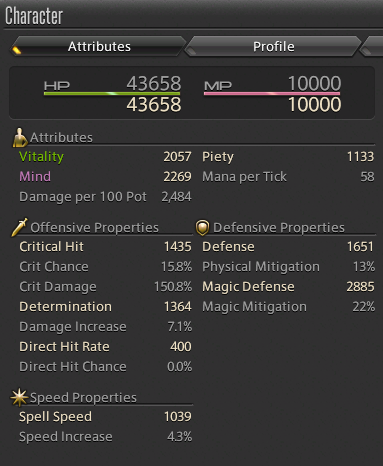 Character
Attributes
Profile
HP 43658
43658
MP 10000
10000
Attributes
Vitality 2057
Mind 2269
Damage per 100 Pot 2,484
Piety 1133
Mana per Tick 58
Offensive Properties
Critical Hit 1435
Crit Chance 15.8%
Crit Damage 150.8%
Determination 1364
Damage Increase 7.1%
Direct Hit Rate 400
Direct Hit Chance 0.0%
Defensive Properties
Defense 1651
Physical Mitigation 13%
Magic Defense 2885
Magic Mitigation 22%
Speed Properties
Spell Speed 1039
Speed Increase 4.3%